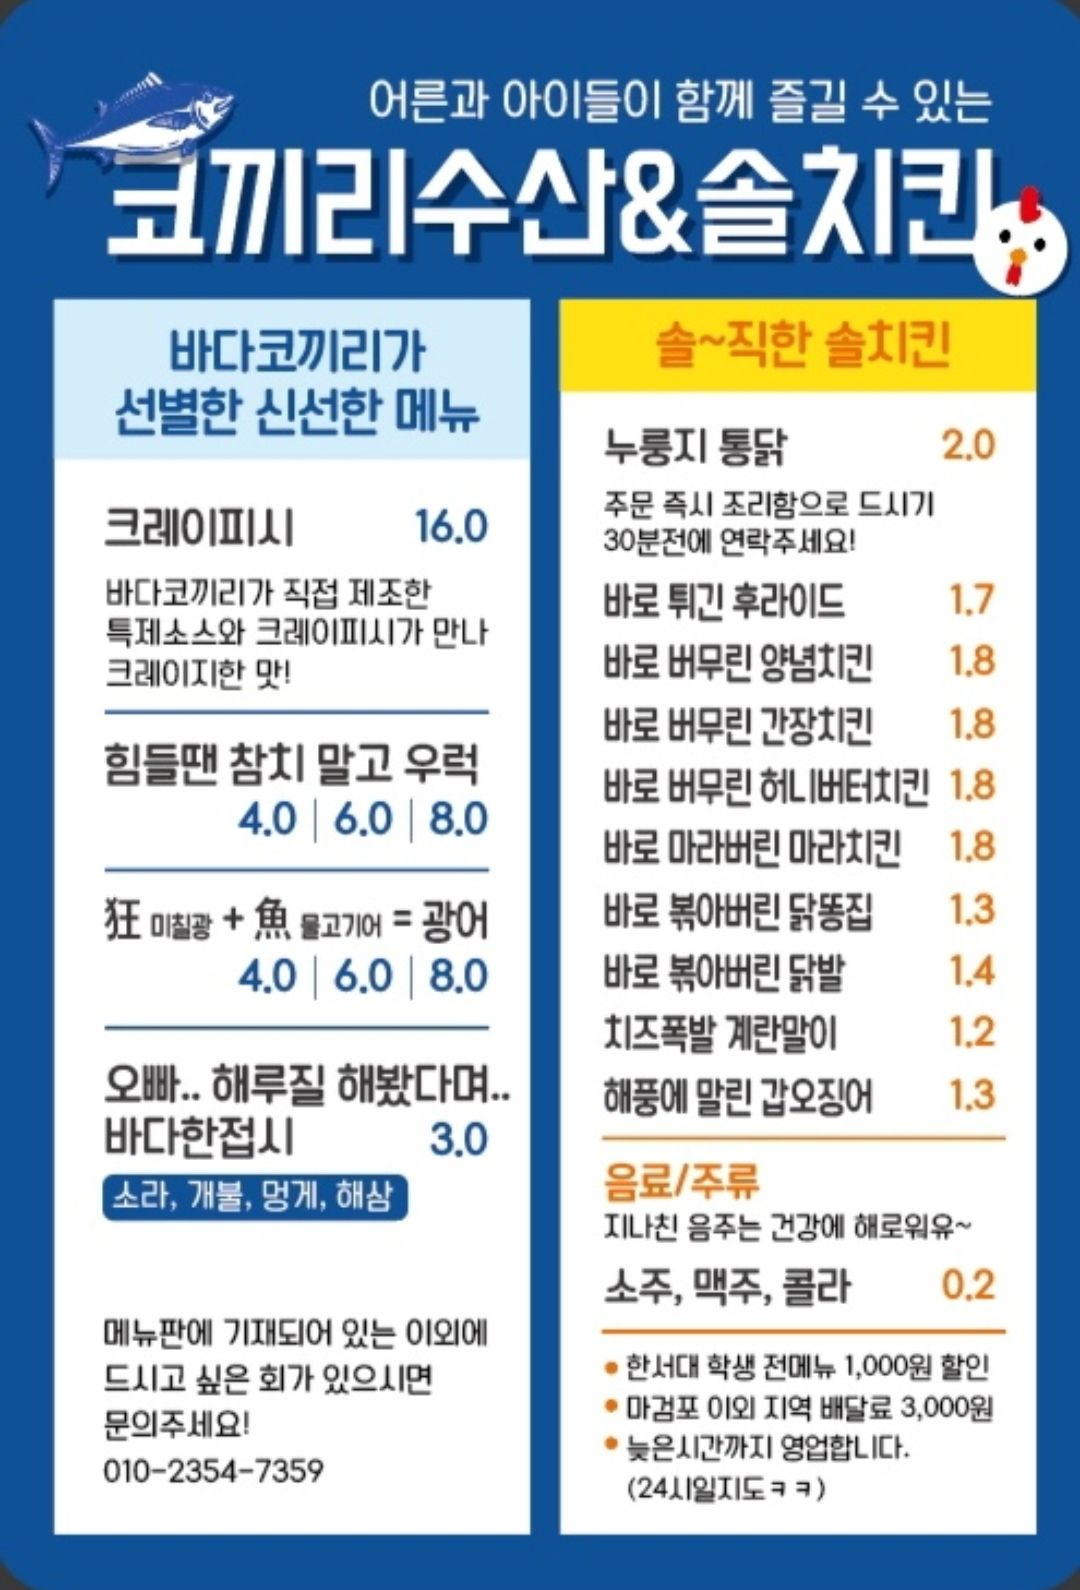 어른과 아이들이 함께 즐길 수 있는
코끼리수산&솔치킨
바다코끼리가
선별한 신선한 메뉴
크레이피시 16.0
바다코끼리가 직접 제조한
특제소스와 크레이피시가 만나
크레이지한 맛!
힘들땐 참치 말고 우럭
4.0 | 6.0 | 8.0
狂 미칠광 + 魚 물고기어 = 광어
4.0 | 6.0 | 8.0
오빠.. 해루질 해봤다며..
바다한접시 3.0
소라, 개불, 멍게, 해삼
메뉴판에 기재되어 있는 이외에
드시고 싶은 회가 있으시면
문의주세요!
010-2354-7359
솔~직한 솔치킨
누룽지 통닭 2.0
주문 즉시 조리함으로 드시기
30분전에 연락주세요!
바로 튀긴 후라이드 1.7
바로 버무린 양념치킨 1.8
바로 버무린 간장치킨 1.8
바로 버무린 허니버터치킨 1.8
바로 마라버린 마라치킨 1.8
바로 볶아버린 닭똥집 1.3
바로 볶아버린 닭발 1.4
치즈폭발 계란말이 1.2
해풍에 말린 갑오징어 1.3
음료/주류
지나친 음주는 건강에 해로워유~
소주, 맥주, 콜라 0.2
• 한서대 학생 전메뉴 1,000원 할인
• 마검포 이외 지역 배달료 3,000원
• 늦은시간까지 영업합니다.
(24시일지도ㅋㅋ)